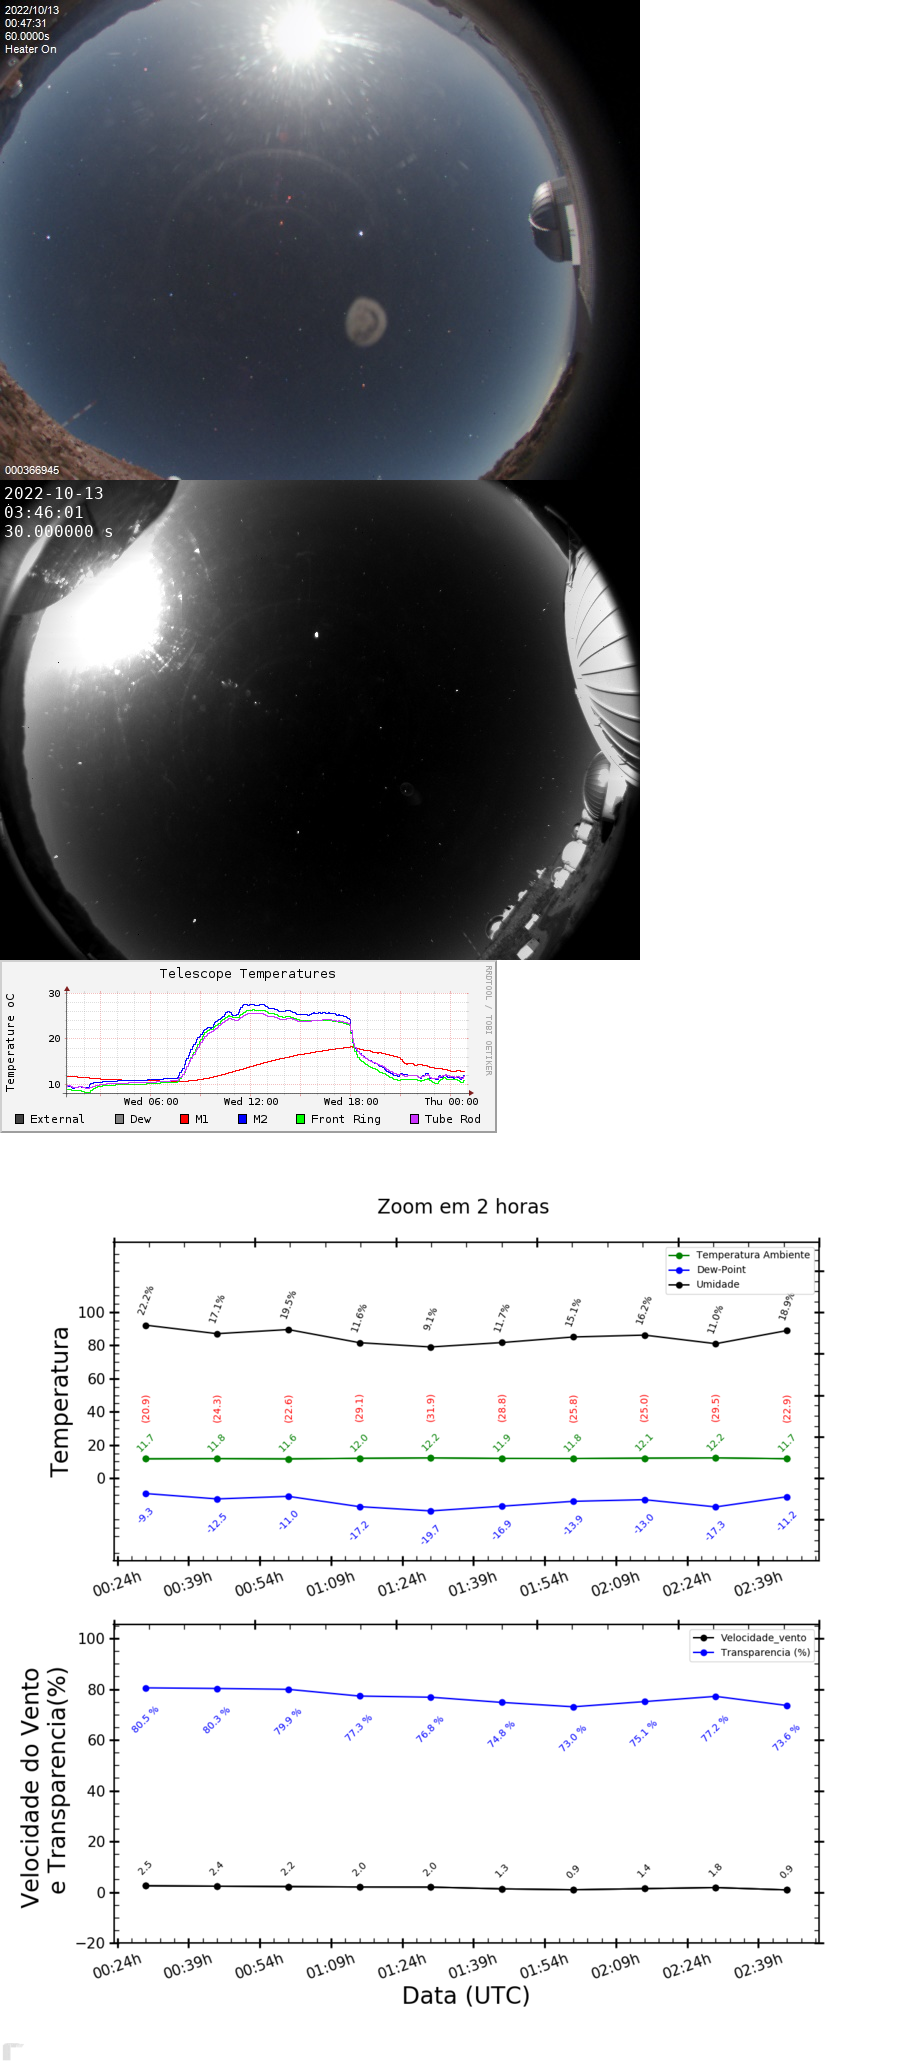 2022/10/13
00:47:31
60.0000s
Heater On
000366945
2022-10-13
03:46:01
30.000000 s
Telescope Temperatures
RRDTOOL / TOBI OETIKER
Temperature oC
30
20
10
Wed 06:00 Wed 12:00 Wed 18:00 Thu 00:00
External Dew M1 M2 Front Ring Tube Rod
Zoom em 2 horas
Temperatura Ambiente
Dew-Point
Umidade
Temperatura
100
80
60
40
20
0
22.2% 17.1% 19.5% 11.6% 9.1% 11.7% 15.1% 16.2% 11.0% 18.9%
(20.9) (24.3) (22.6) (29.1) (31.9) (28.8) (25.8) (25.0) (29.5) (22.9)
11.7 11.8 11.6 12.0 12.2 11.9 11.8 12.1 12.2 11.7
-9.3 -12.5 -11.0 -17.2 -19.7 -16.9 -13.9 -13.0 -17.3 -11.2
00:24h 00:39h 00:54h 01:09h 01:24h 01:39h 01:54h 02:09h 02:24h 02:39h
Velocidade_vento
Transparencia (%)
Velocidade do Vento
e Transparencia(%)
100
80
60
40
20
0
−20
80.5 % 80.3 % 79.9 % 77.3 % 76.8 % 74.8 % 73.0 % 75.1 % 77.2 % 73.6 %
2.5 2.4 2.2 2.0 2.0 1.3 0.9 1.4 1.8 0.9
00:24h 00:39h 00:54h 01:09h 01:24h 01:39h 01:54h 02:09h 02:24h 02:39h
Data (UTC)